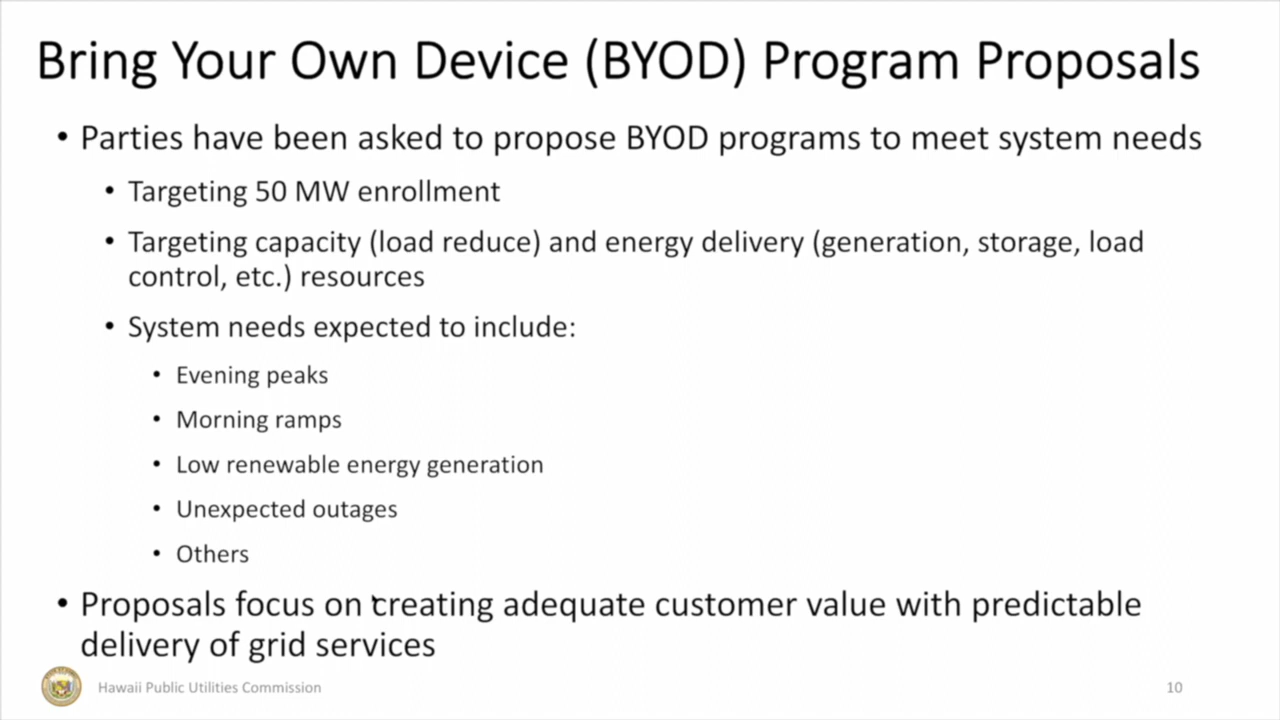 Bring Your Own Device (BYOD) Program Proposals
• Parties have been asked to propose BYOD programs to meet system needs
• Targeting 50 MW enrollment
• Targeting capacity (load reduce) and energy delivery (generation, storage, load
control, etc.) resources
• System needs expected to include:
• Evening peaks
• Morning ramps
• Low renewable energy generation
• Unexpected outages
• Others
• Proposals focus on creating adequate customer value with predictable
delivery of grid services
Hawaii Public Utilities Commission
10